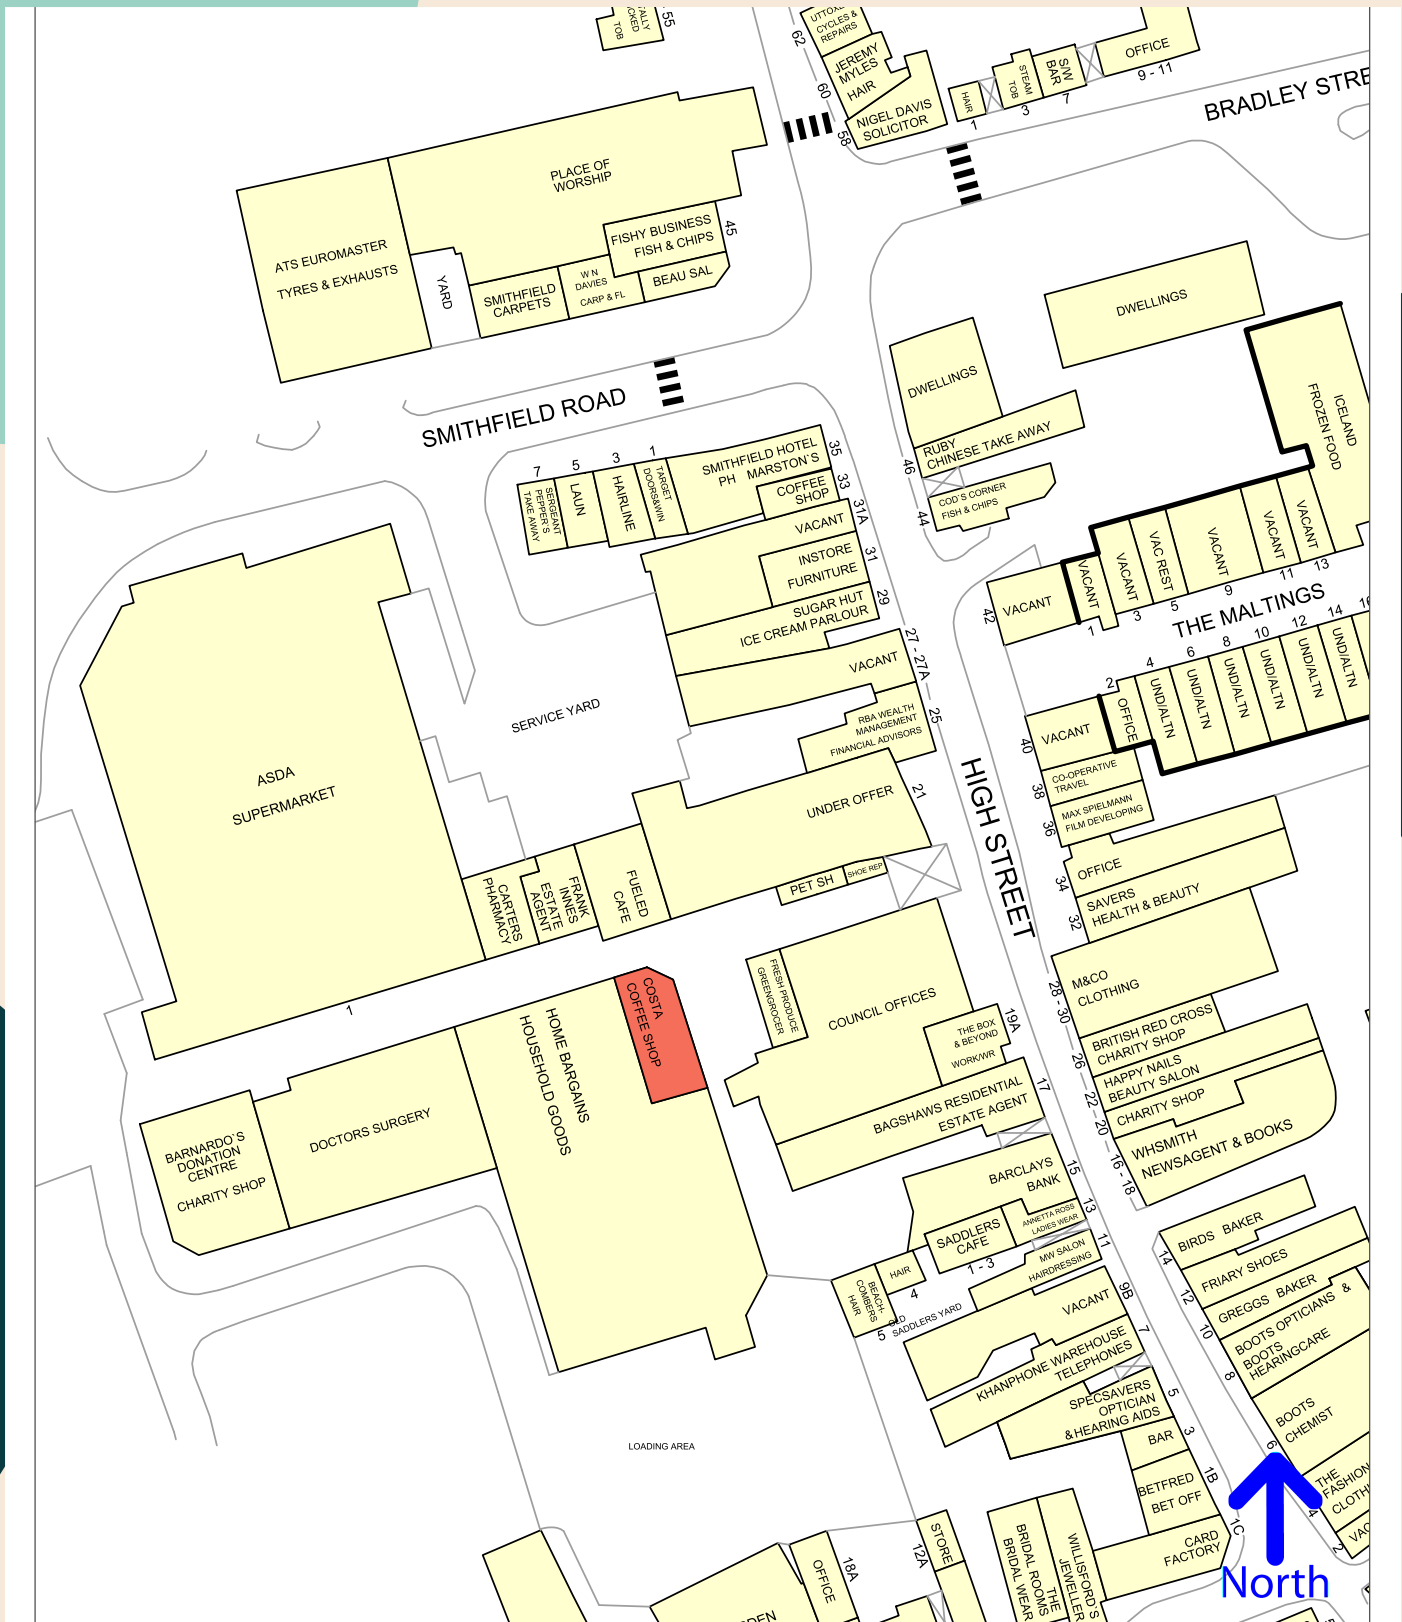 55
TOB
62
CYCLES &
REPAIRS
JEREMY
MYLES
HAIR
60
NIGEL DAVIS
SOLICITOR
58
HAIR
1
STEAM
TOB
3
S/W
BAR
7
OFFICE
9 - 11
BRADLEY STRE
PLACE OF
WORSHIP
ATS EUROMASTER
TYRES & EXHAUSTS
YARD
FISHY BUSINESS
FISH & CHIPS
45
SMITHFIELD
CARPETS
W N
DAVIES
CARP & FL
BEAU SAL
SMITHFIELD ROAD
DWELLINGS
DWELLINGS
RUBY
CHINESE TAKE AWAY
46
COD`S CORNER
FISH & CHIPS
44
ICELAND
FROZEN FOOD
7
SERGEANT
PEPPER'S
TAKE AWAY
5
LAUN
3
HAIRLINE
1
TARGET
DOORS&WIN
SMITHFIELD HOTEL
PH MARSTON`S
35
COFFEE
SHOP
33
VACANT
31A
INSTORE
FURNITURE
31
SUGAR HUT
ICE CREAM PARLOUR
29
VACANT
27 - 27A
RBA WEALTH
MANAGEMENT
FINANCIAL ADVISORS
25
UNDER OFFER
21
VACANT
42
VACANT
1
VACANT
3
VAC REST
5
VACANT
9
VACANT
11
VACANT
13
THE MALTINGS
2
OFFICE
4
UND/ALTN
6
UND/ALTN
8
UND/ALTN
10
UND/ALTN
12
UND/ALTN
14
UND/ALTN
16
VACANT
40
CO-OPERATIVE
TRAVEL
38
MAX SPIELMANN
FILM DEVELOPING
36
OFFICE
34
SAVERS
HEALTH & BEAUTY
32
HIGH STREET
SERVICE YARD
ASDA
SUPERMARKET
1
CARTERS
PHARMACY
FRANK
INNES
ESTATE
AGENT
FUELED
CAFE
PET SH
SHOE REP
M&CO
CLOTHING
28 - 30
BRITISH RED CROSS
CHARITY SHOP
26
HAPPY NAILS
BEAUTY SALON
22 - 20
CHARITY SHOP
WHSMITH
NEWSAGENT & BOOKS
16 - 18
COSTA
COFFEE SHOP
HOME BARGAINS
HOUSEHOLD GOODS
FRESH PRODUCE
GREENGROCER
COUNCIL OFFICES
THE BOX
& BEYOND
WORK/WR
19A
BAGSHAWS RESIDENTIAL
ESTATE AGENT
17
BARNARDO`S
DONATION
CENTRE
CHARITY SHOP
DOCTORS SURGERY
BARCLAYS
BANK
15
SADDLERS
CAFE
1 - 3
ANNETTA ROSS
LADIES WEAR
13
MW SALON
HAIRDRESSING
11
HAIR
4
BEACH-
COMBERS
HAIR
5
OLD
SADDLERS YARD
VACANT
9B
KHANPHONE WAREHOUSE
TELEPHONES
7
SPECSAVERS
OPTICIAN
& HEARING AIDS
5
BAR
3
BETFRED
BET OFF
1B
CARD
FACTORY
1C
BIRDS BAKER
14
FRIARY SHOES
12
GREGGS BAKER
10
BOOTS OPTICIANS &
BOOTS
HEARINGCARE
8
BOOTS
CHEMIST
6
THE
FASHION
CLOTH
4
VAC
2
LOADING AREA
North
OFFICE
18A
12A
STORE
BRIDAL ROOMS
BRIDAL WEAR
WILLISFORD`S
THE
JEWELLER
DEN